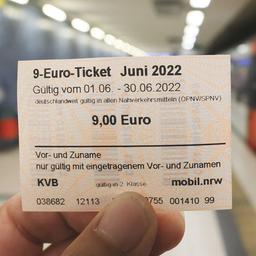 9-Euro-Ticket Juni 2022
Gültig vom 01.06. - 30.06.2022
deutschlandweit gültig in allen Nahverkehrsmitteln (ÖPNV/SPNV)
9,00 Euro
Vor- und Zuname
nur gültig mit eingetragenem Vor- und Zunamen
KVB gültig in 2. Klasse mobil.nrw
038682 12113 0755 001410 99